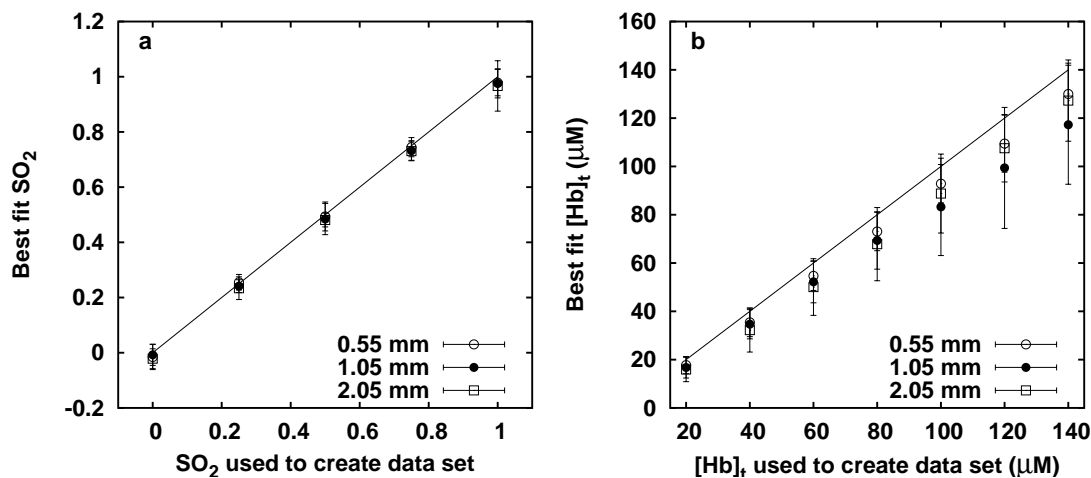 a
Best fit SO2
1.2
1
0.8
0.6
0.4
0.2
0
-0.2
0 0.2 0.4 0.6 0.8 1
SO2 used to create data set
0.55 mm
1.05 mm
2.05 mm
b
Best fit [Hb]t (μM)
160
140
120
100
80
60
40
20
0
20 40 60 80 100 120 140
[Hb]t used to create data set (μM)
0.55 mm
1.05 mm
2.05 mm